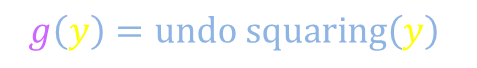 g(y) = undo squaring(y)